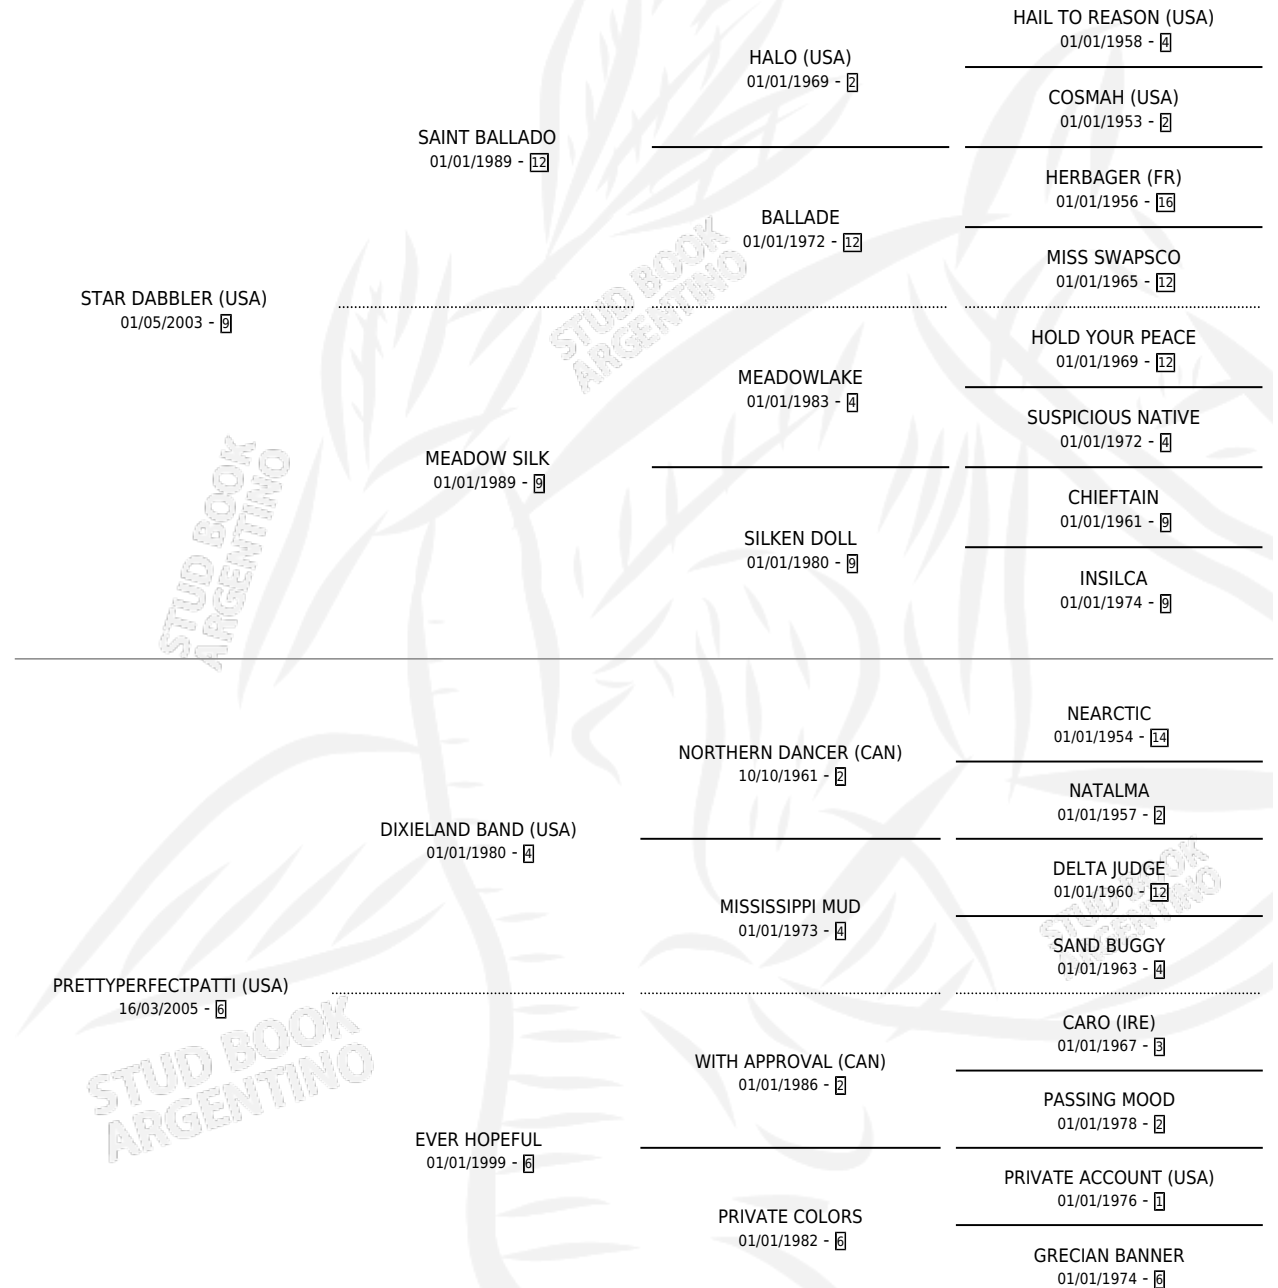 HAIL TO REASON (USA)
01/01/1958 - 4
HALO (USA)
01/01/1969 - 2
COSMAH (USA)
01/01/1953 - 2
SAINT BALLADO
01/01/1989 - 12
HERBAGER (FR)
01/01/1956 - 16
BALLADE
01/01/1972 - 12
MISS SWAPSCO
01/01/1965 - 12
STAR DABBLER (USA)
01/05/2003 - 9
HOLD YOUR PEACE
01/01/1969 - 12
MEADOWLAKE
01/01/1983 - 4
SUSPICIOUS NATIVE
01/01/1972 - 4
MEADOW SILK
01/01/1989 - 9
CHIEFTAIN
01/01/1961 - 9
SILKEN DOLL
01/01/1980 - 9
INSILCA
01/01/1974 - 9
NEARCTIC
01/01/1954 - 14
NORTHERN DANCER (CAN)
10/10/1961 - 2
NATALMA
01/01/1957 - 2
DIXIELAND BAND (USA)
01/01/1980 - 4
DELTA JUDGE
01/01/1960 - 12
MISSISSIPPI MUD
01/01/1973 - 4
SAND BUGGY
01/01/1963 - 4
PRETTYPERFECTPATTI (USA)
16/03/2005 - 6
CARO (IRE)
01/01/1967 - 3
WITH APPROVAL (CAN)
01/01/1986 - 2
PASSING MOOD
01/01/1978 - 2
EVER HOPEFUL
01/01/1999 - 6
PRIVATE ACCOUNT (USA)
01/01/1976 - 1
PRIVATE COLORS
01/01/1982 - 6
GRECIAN BANNER
01/01/1974 - 6
STUD BOOK
ARGENTINO
STUD BOOK
ARGENTINO
STUD BOOK
ARGENTINO
STUD BOOK
ARGENTINO